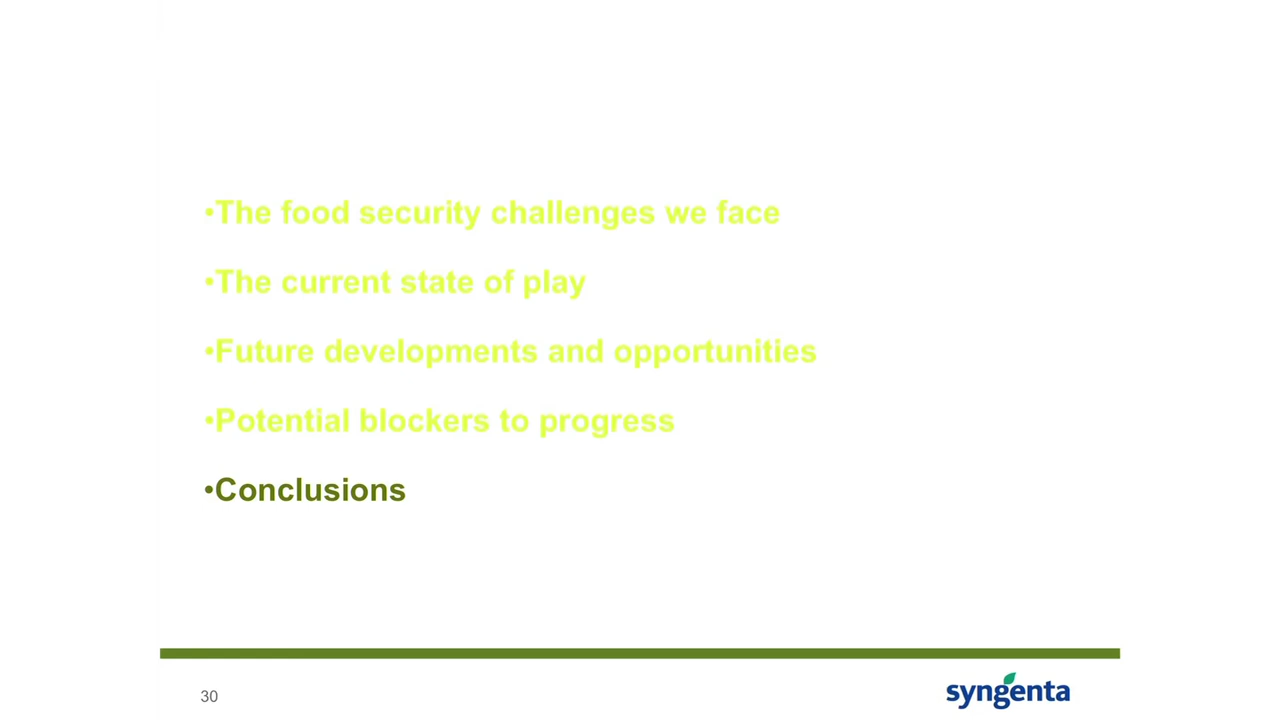 •The food security challenges we face
•The current state of play
•Future developments and opportunities
•Potential blockers to progress
•Conclusions
30
syngenta